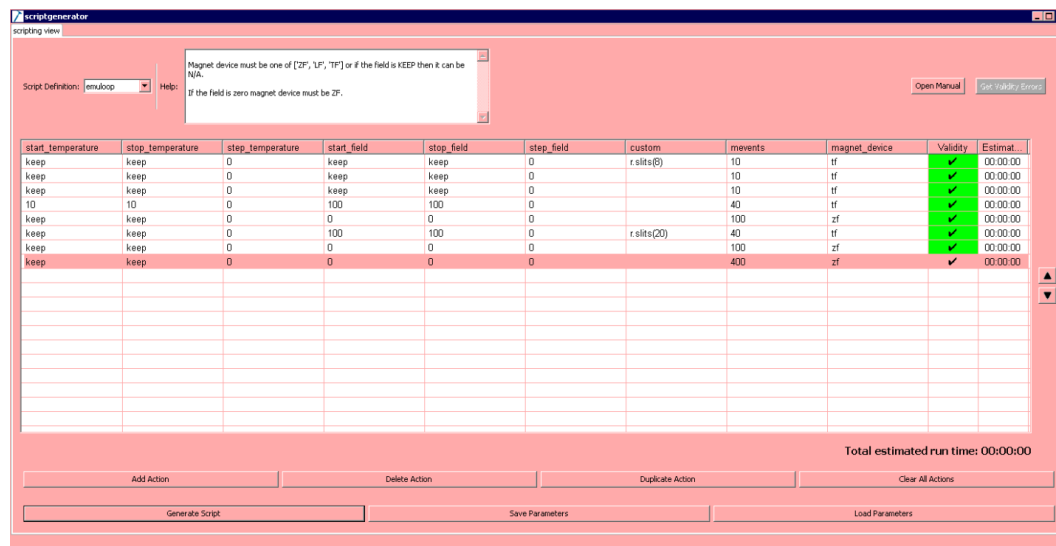 scriptgenerator
scripting view
Script Definition: emuloop Help:
Magnet device must be one of ['ZF', 'LF', 'TF'] or if the field is KEEP then it can be
N/A.
If the field is zero magnet device must be ZF.
Open Manual Get Validity Errors
start_temperature stop_temperature step_temperature start_field stop_field step_field custom mevents magnet_device Validity Estimat...
keep keep 0 keep keep 0 r.slits(8) 10 tf ✔ 00:00:00
keep keep 0 keep keep 0 10 tf ✔ 00:00:00
keep keep 0 keep keep 0 10 tf ✔ 00:00:00
10 10 0 100 100 0 40 tf ✔ 00:00:00
keep keep 0 0 0 0 100 zf ✔ 00:00:00
keep keep 0 100 100 0 r.slits(20) 40 tf ✔ 00:00:00
keep keep 0 0 0 0 100 zf ✔ 00:00:00
keep keep 0 0 0 0 400 zf ✔ 00:00:00
Total estimated run time: 00:00:00
Add Action Delete Action Duplicate Action Clear All Actions
Generate Script Save Parameters Load Parameters